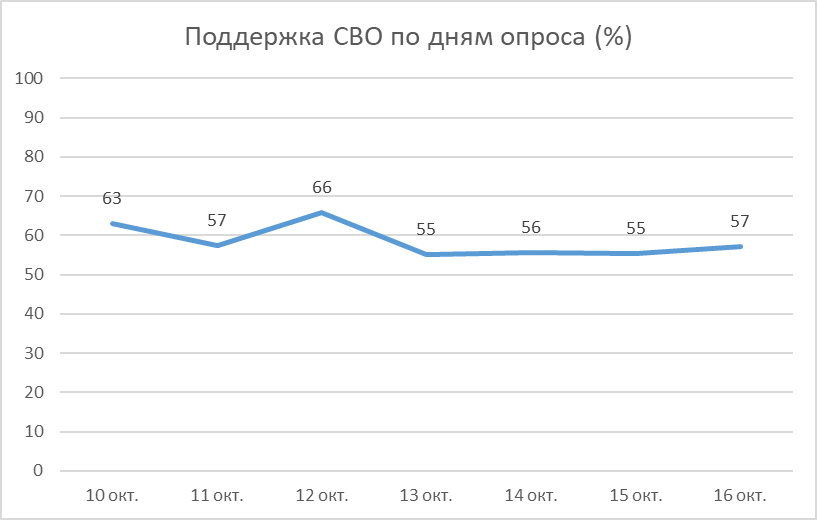 Поддержка СВО по дням опроса (%)
100
90
80
70
60
50
40
30
20
10
0
63
57
66
55
56
55
57
10 окт.
11 окт.
12 окт.
13 окт.
14 окт.
15 окт.
16 окт.